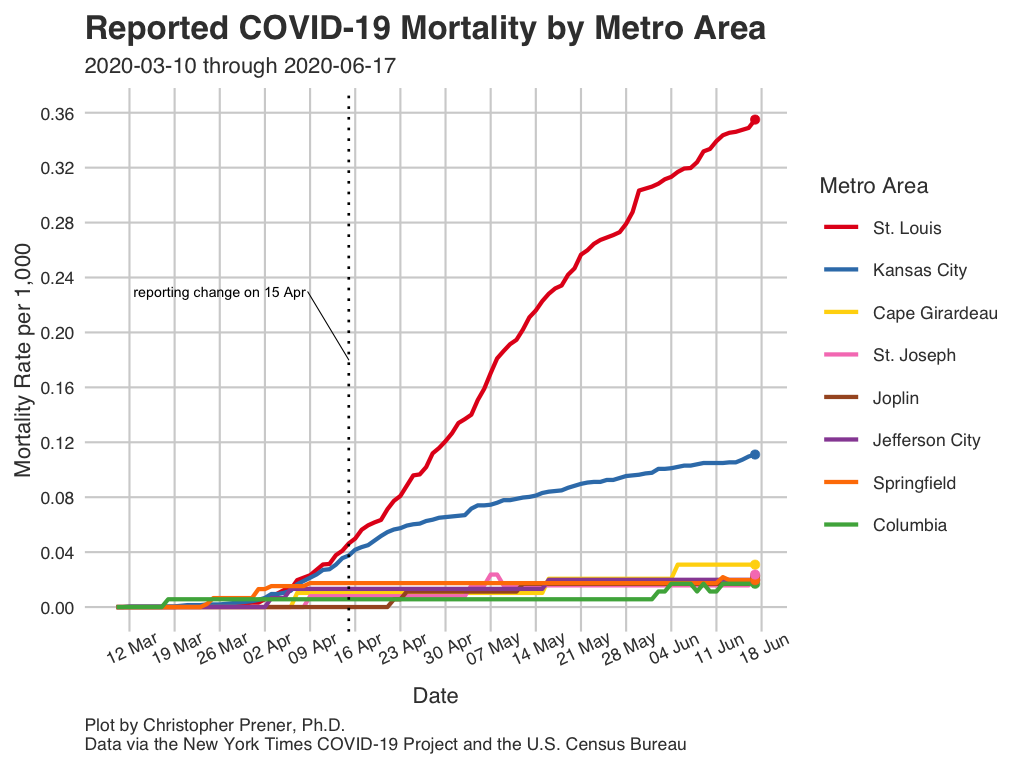 Reported COVID-19 Mortality by Metro Area
2020-03-10 through 2020-06-17
Mortality Rate per 1,000
0.36
0.32
0.28
0.24
0.20
0.16
0.12
0.08
0.04
0.00
reporting change on 15 Apr
12 Mar
19 Mar
26 Mar
02 Apr
09 Apr
16 Apr
23 Apr
30 Apr
07 May
14 May
21 May
28 May
04 Jun
11 Jun
18 Jun
Date
Metro Area
St. Louis
Kansas City
Cape Girardeau
St. Joseph
Joplin
Jefferson City
Springfield
Columbia
Plot by Christopher Prener, Ph.D.
Data via the New York Times COVID-19 Project and the U.S. Census Bureau